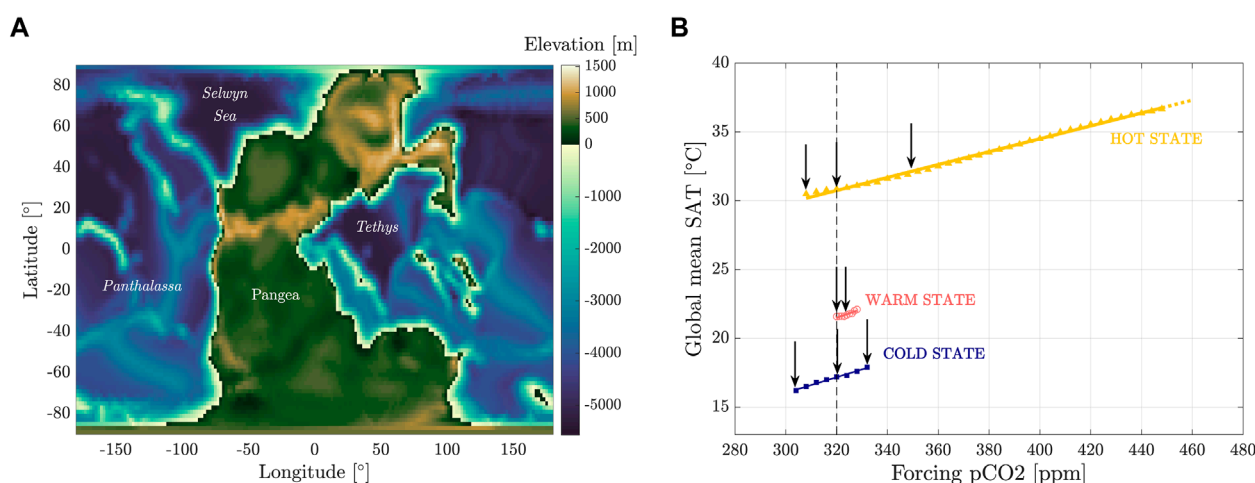 A
Elevation [m]
80
60
40
20
0
-20
-40
-60
-80
Latitude [°]
-150
-100
-50
0
50
100
150
Longitude [°]
Selwyn
Sea
Tethys
Panthalassa
Pangea
1500
1000
500
0
-1000
-2000
-3000
-4000
-5000
B
40
35
30
25
20
15
Global mean SAT [°C]
HOT STATE
WARM STATE
COLD STATE
280
300
320
340
360
380
400
420
440
460
480
Forcing pCO2 [ppm]